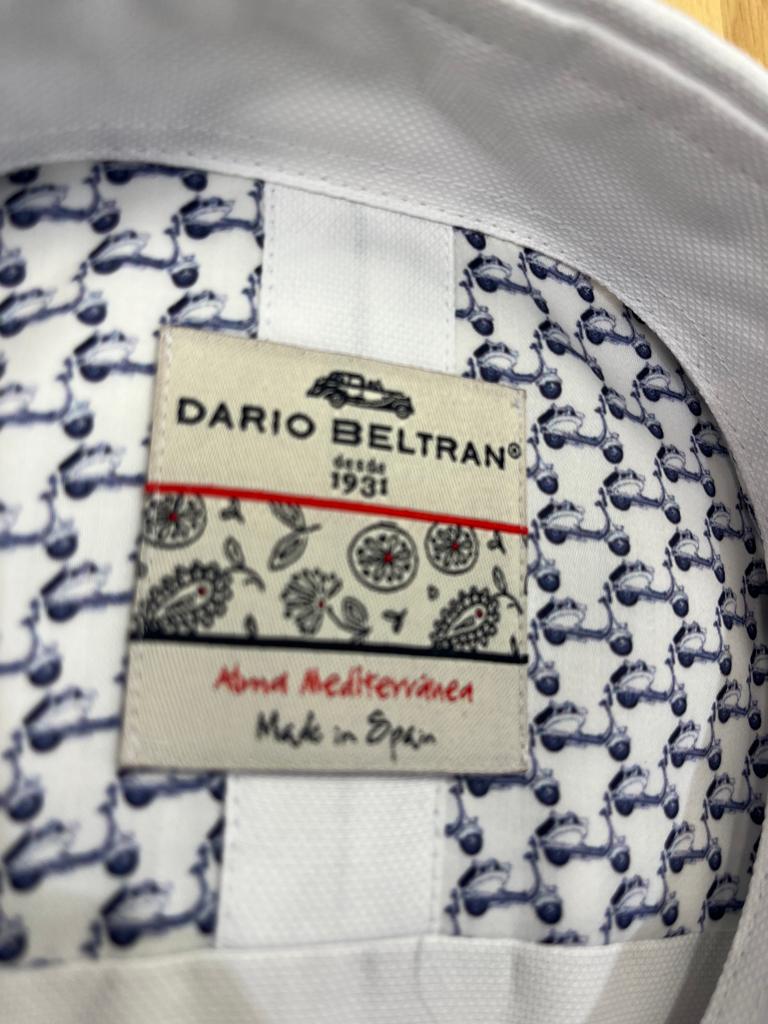 DARIO BELTRAN®
desde
1931
Alma Mediterránea
Made in Spain